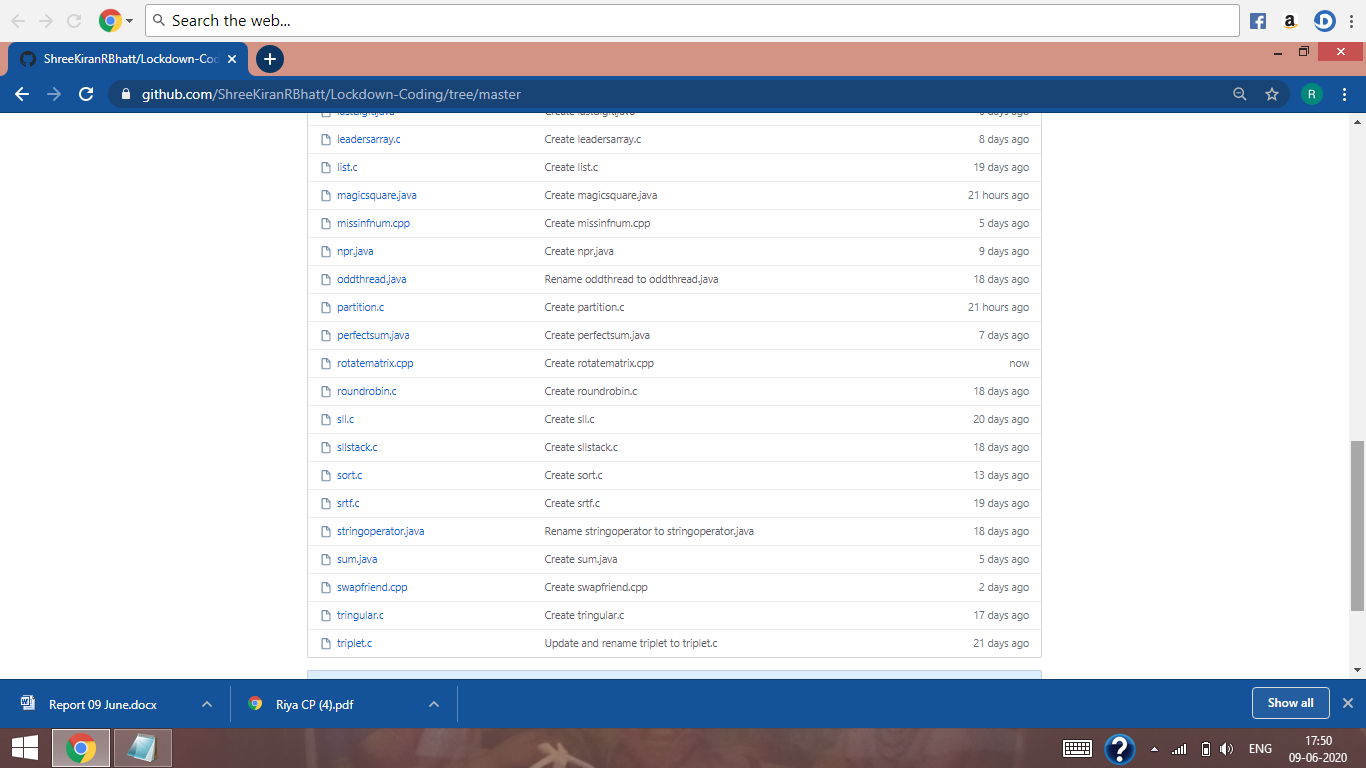 Search the web...
ShreeKiranRBhatt/Lockdown-Co
github.com/ShreeKiranRBhatt/Lockdown-Coding/tree/master
R
leadersarray.c Create leadersarray.c 8 days ago
list.c Create list.c 19 days ago
magicsquare.java Create magicsquare.java 21 hours ago
missinfnum.cpp Create missinfnum.cpp 5 days ago
npr.java Create npr.java 9 days ago
oddthread.java Rename oddthread to oddthread.java 18 days ago
partition.c Create partition.c 21 hours ago
perfectsum.java Create perfectsum.java 7 days ago
rotatematrix.cpp Create rotatematrix.cpp now
roundrobin.c Create roundrobin.c 18 days ago
sll.c Create sll.c 20 days ago
sllstack.c Create sllstack.c 18 days ago
sort.c Create sort.c 13 days ago
srtf.c Create srtf.c 19 days ago
stringoperator.java Rename stringoperator to stringoperator.java 18 days ago
sum.java Create sum.java 5 days ago
swapfriend.cpp Create swapfriend.cpp 2 days ago
tringular.c Create tringular.c 17 days ago
triplet.c Update and rename triplet to triplet.c 21 days ago
Report 09 June.docx Riya CP (4).pdf Show all
ENG 17:50
09-06-2020